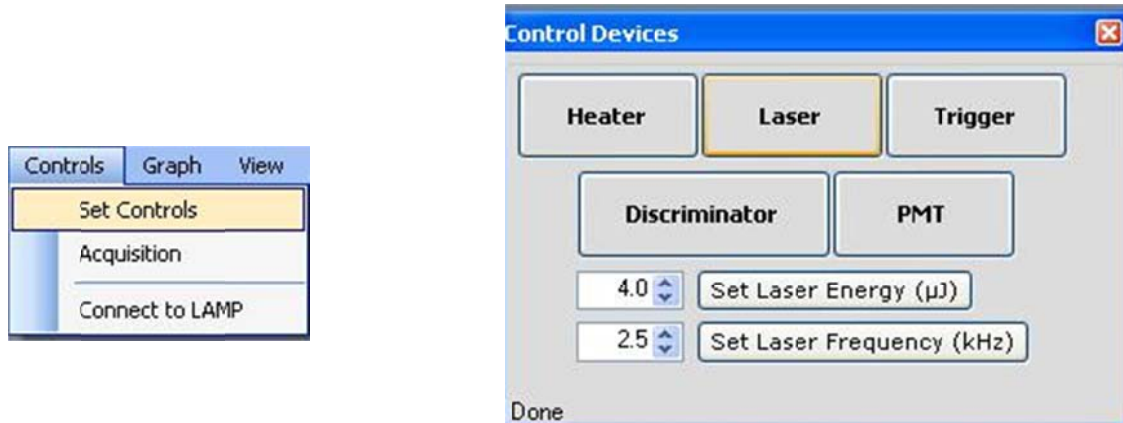 Controls Graph View
Set Controls
Acquisition
Connect to LAMP
Control Devices
Heater Laser Trigger
Discriminator PMT
4.0 Set Laser Energy (µJ)
2.5 Set Laser Frequency (kHz)
Done